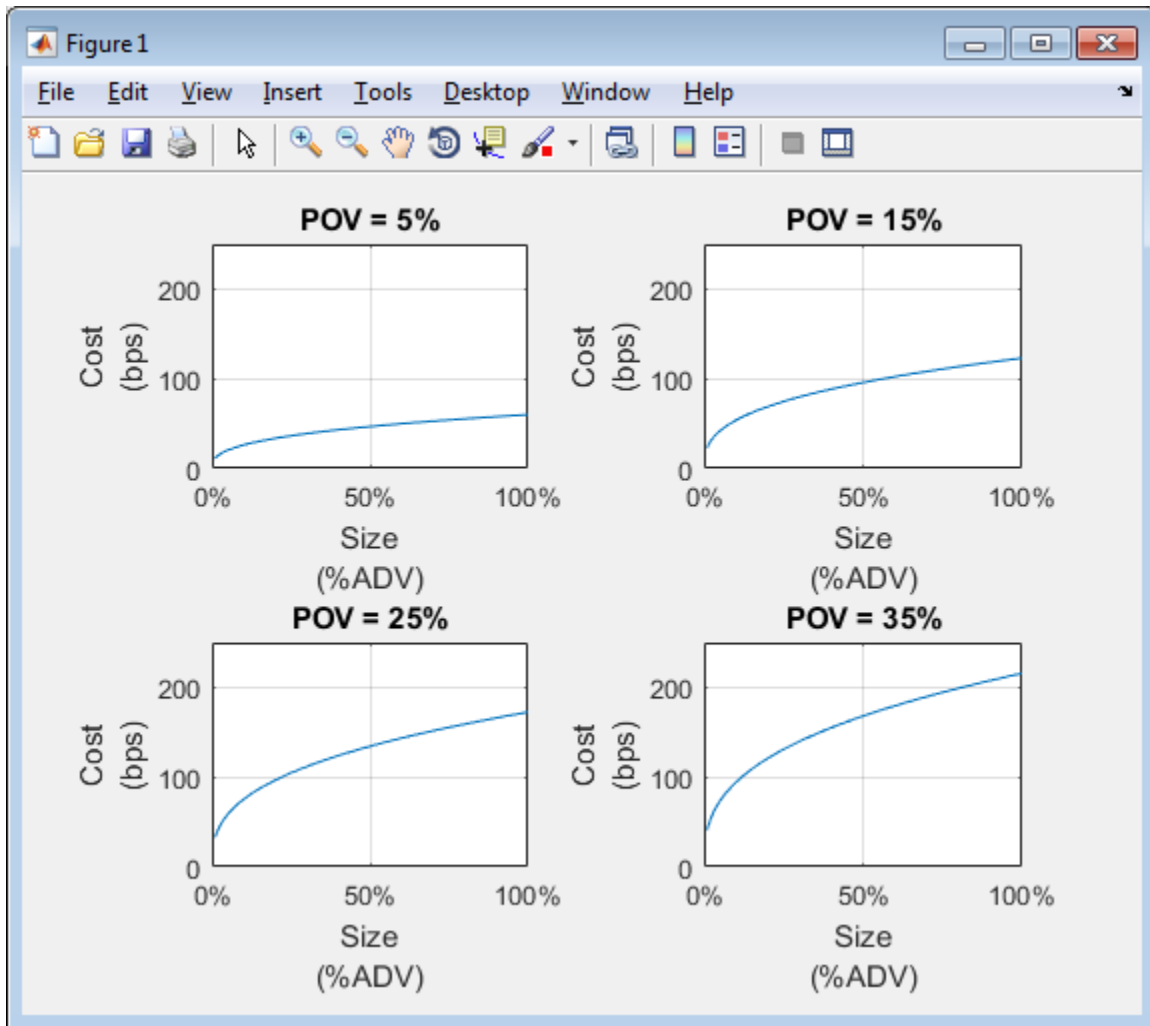 Figure 1
File Edit View Insert Tools Desktop Window Help
POV = 5%
Cost
(bps)
200
100
0
0% 50% 100%
Size
(%ADV)
POV = 15%
Cost
(bps)
200
100
0
0% 50% 100%
Size
(%ADV)
POV = 25%
Cost
(bps)
200
100
0
0% 50% 100%
Size
(%ADV)
POV = 35%
Cost
(bps)
200
100
0
0% 50% 100%
Size
(%ADV)